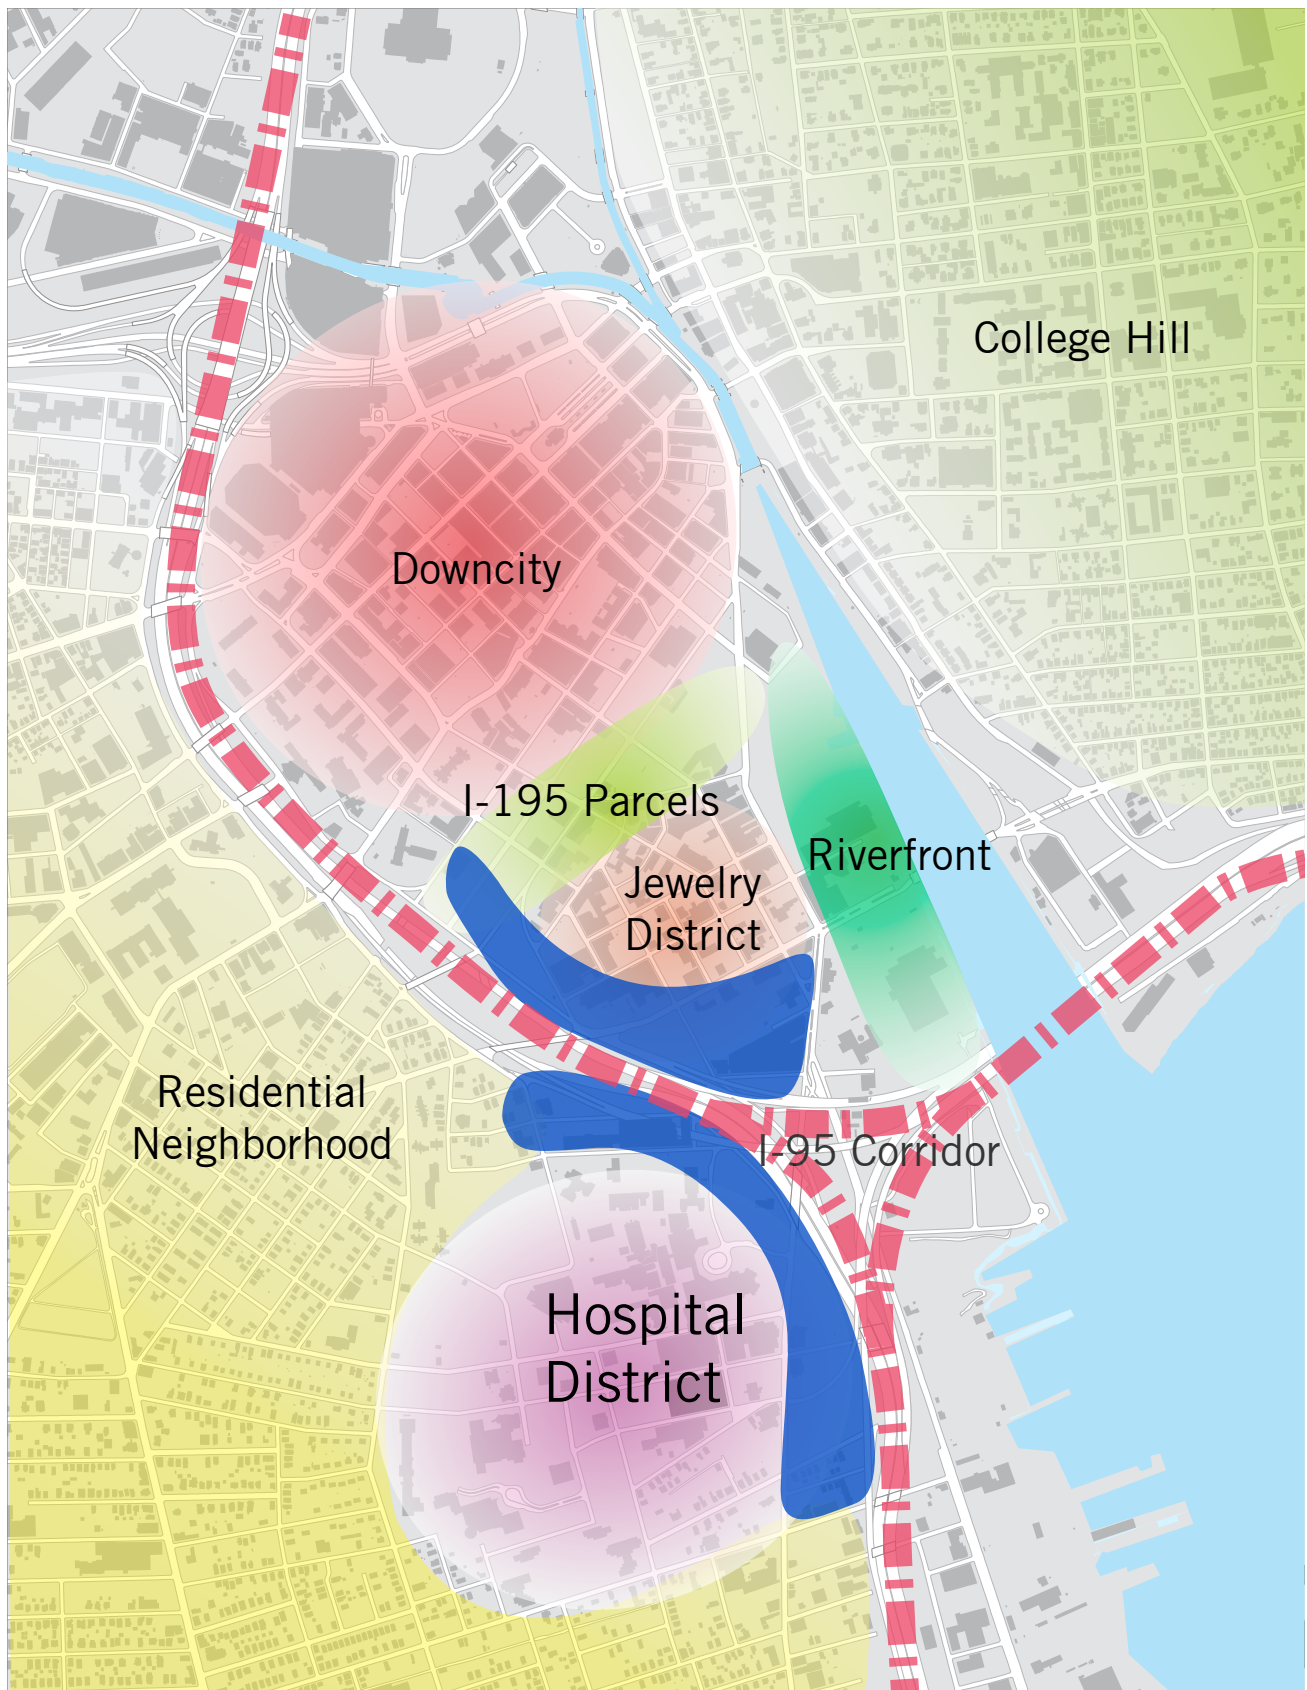 College Hill
Downcity
I-195 Parcels
Riverfront
Jewelry
District
Residential
Neighborhood
I-95 Corridor
Hospital
District